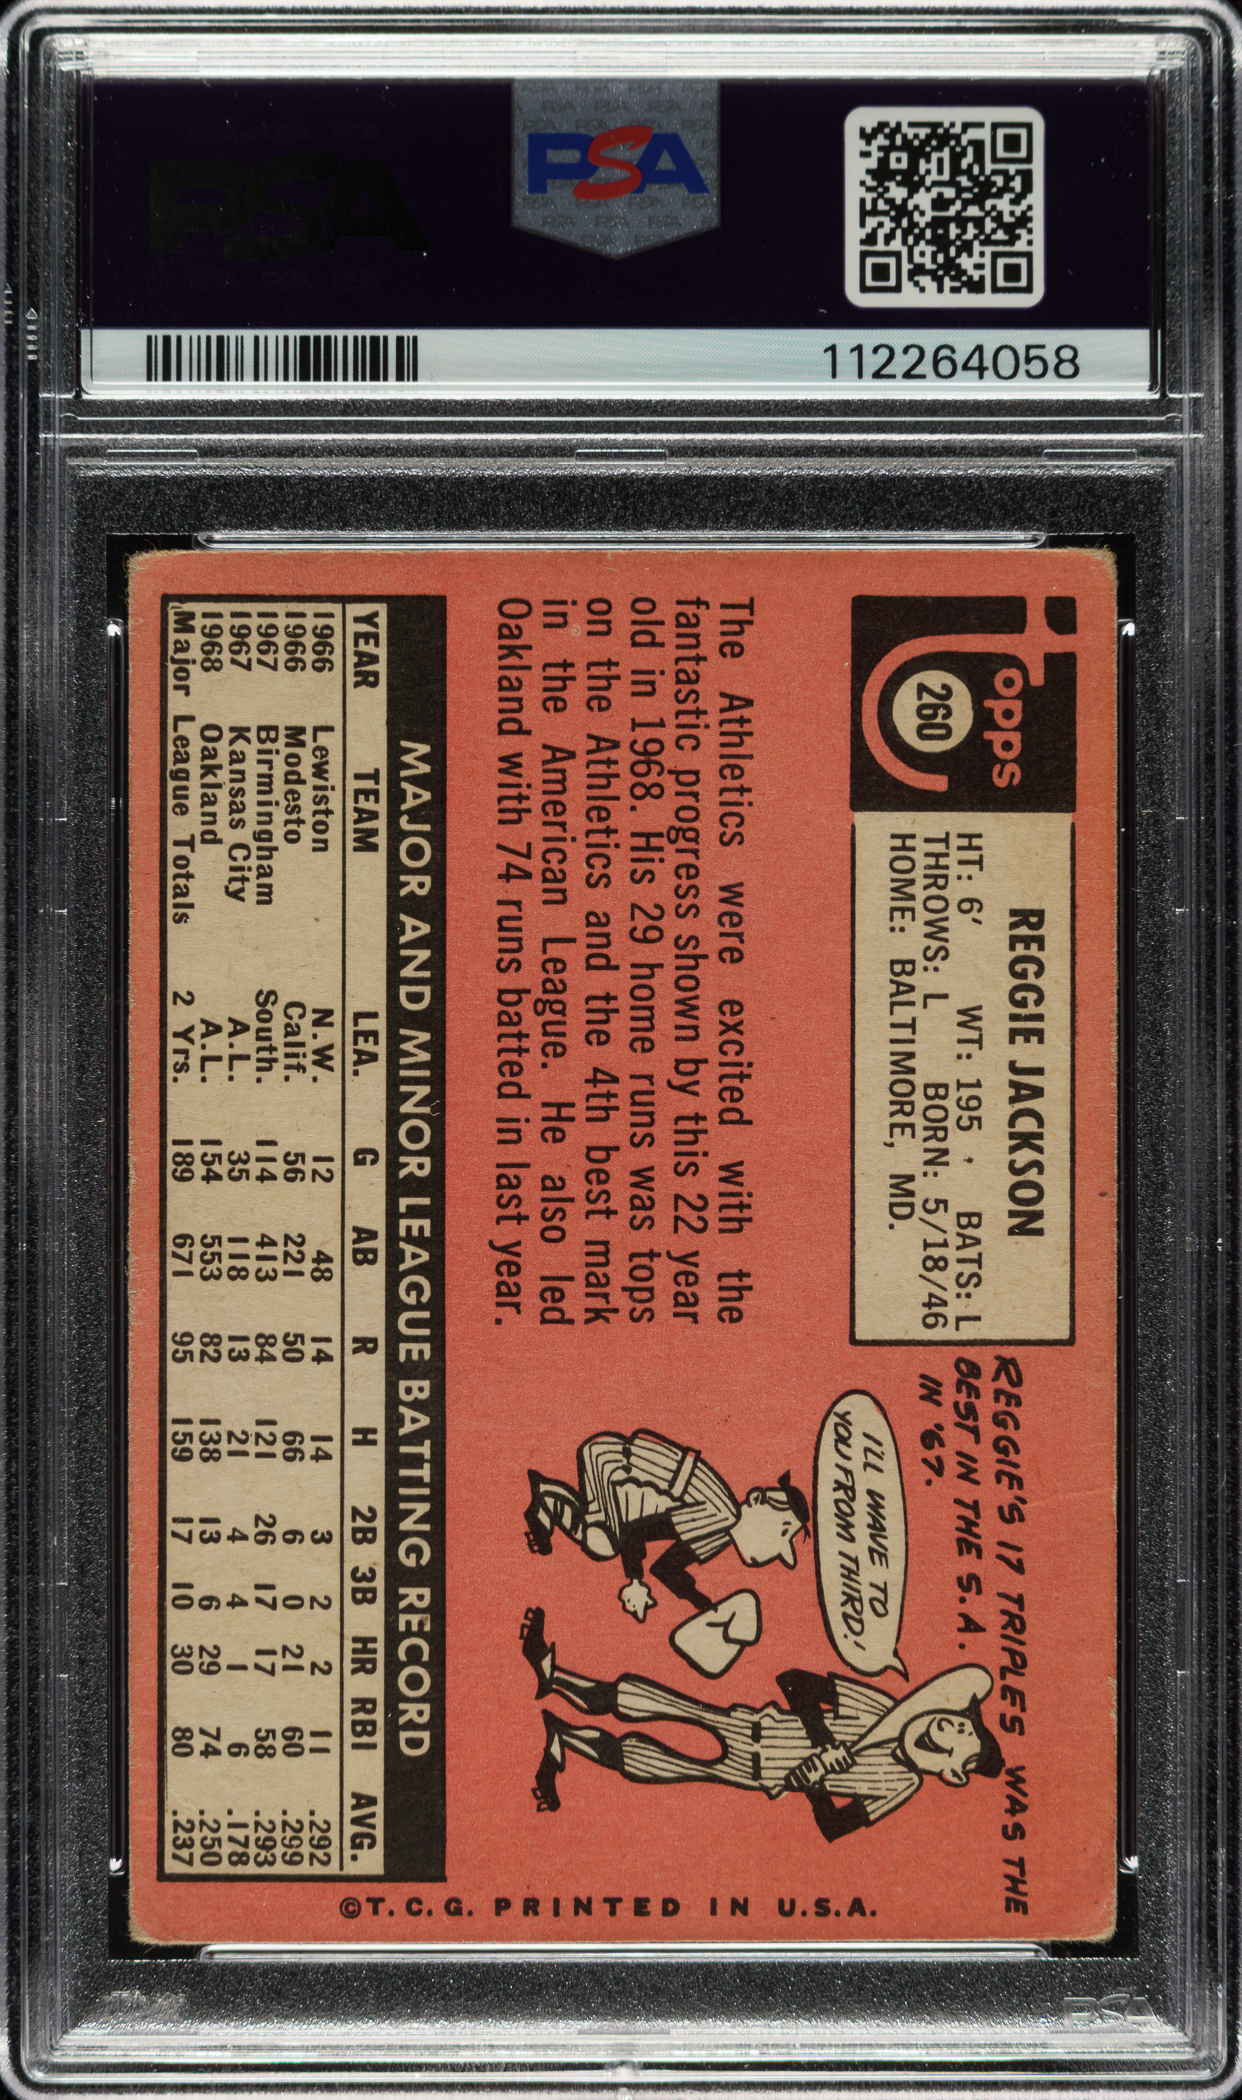 PSA
112264058
Topps
260
REGGIE JACKSON
HT: 6' WT: 195 BATS: L
THROWS: L BORN: 5/18/46
HOME: BALTIMORE, MD.
REGGIE'S 17 TRIPLES WAS THE
BEST IN THE S.A.
IN '67.
I'LL WAVE TO
YOU FROM THIRD!
The Athletics were excited with the
fantastic progress shown by this 22 year
old in 1968. His 29 home runs was tops
on the Athletics and the 4th best mark
in the American League. He also led
Oakland with 74 runs batted in last year.
MAJOR AND MINOR LEAGUE BATTING RECORD
YEAR TEAM LEA. G AB R H 2B 3B HR RBI AVG.
1966 Lewiston N.W. 12 48 14 14 3 2 2 11 .292
1966 Modesto Calif. 56 221 50 66 6 0 21 60 .299
1967 Birmingham South. 114 413 84 121 26 17 17 58 .293
1967 Kansas City A.L. 35 118 13 21 4 4 1 6 .178
1968 Oakland A.L. 154 553 82 138 13 6 29 74 .250
Major League Totals 2 Yrs. 189 671 95 159 17 10 30 80 .237
©T.C.G. PRINTED IN U.S.A.
PSA